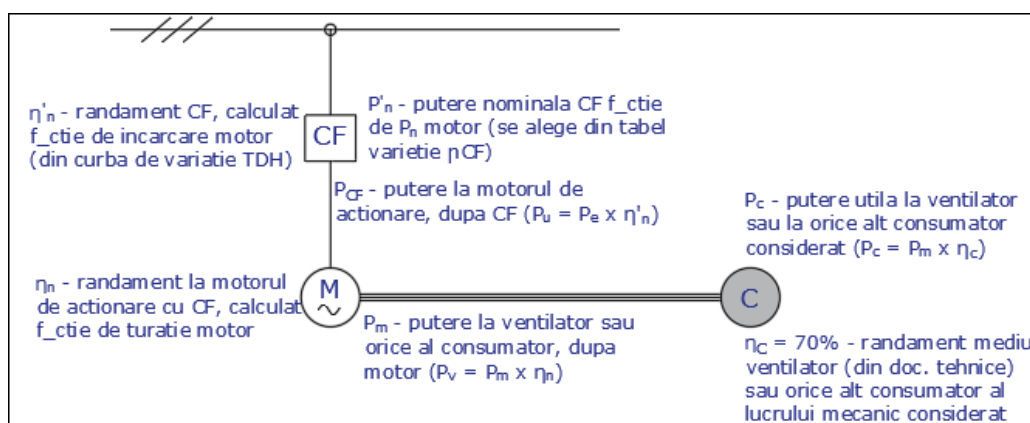 η'n - randament CF, calculat
f_ctie de incarcare motor
(din curba de variatie TDH)
CF
P'n - putere nominala CF f_ctie
de Pn motor (se alege din tabel
varietie ηCF)
PCF - putere la motorul de
actionare, dupa CF (Pu = Pe x η'n)
Pc - putere utila la ventilator
sau la orice alt consumator
considerat (Pc = Pm x ηc)
ηn - randament la motorul
de actionare cu CF, calculat
f_ctie de turatie motor
M
~
C
Pm - putere la ventilator sau
orice al consumator, dupa
motor (Pv = Pm x ηn)
ηC = 70% - randament mediu
ventilator (din doc. tehnice)
sau orice alt consumator al
lucrului mecanic considerat